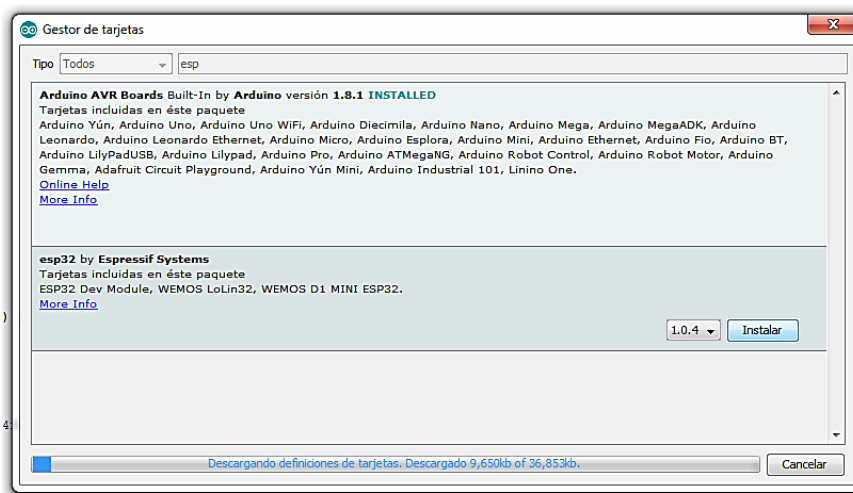 Gestor de tarjetas
Tipo Todos esp
Arduino AVR Boards Built-In by Arduino versión 1.8.1 INSTALLED
Tarjetas incluidas en éste paquete
Arduino Yún, Arduino Uno, Arduino Uno WiFi, Arduino Diecimila, Arduino Nano, Arduino Mega, Arduino MegaADK, Arduino
Leonardo, Arduino Leonardo Ethernet, Arduino Micro, Arduino Esplora, Arduino Mini, Arduino Ethernet, Arduino Fio, Arduino BT,
Arduino LilyPadUSB, Arduino Lilypad, Arduino Pro, Arduino ATMegaNG, Arduino Robot Control, Arduino Robot Motor, Arduino
Gemma, Adafruit Circuit Playground, Arduino Yún Mini, Arduino Industrial 101, Linino One.
Online Help
More Info
esp32 by Espressif Systems
Tarjetas incluidas en éste paquete
ESP32 Dev Module, WEMOS LoLin32, WEMOS D1 MINI ESP32.
More Info
)
1.0.4 Instalar
4:
Descargando definiciones de tarjetas. Descargado 9,650kb of 36,853kb. Cancelar